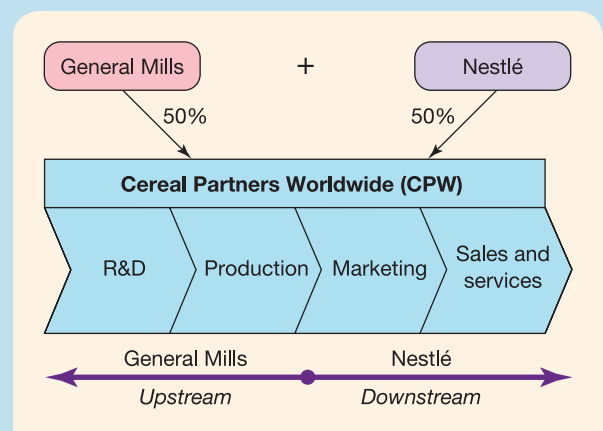 General Mills + Nestlé
50% 50%
Cereal Partners Worldwide (CPW)
R&D Production Marketing Sales and
services
General Mills Nestlé
Upstream Downstream